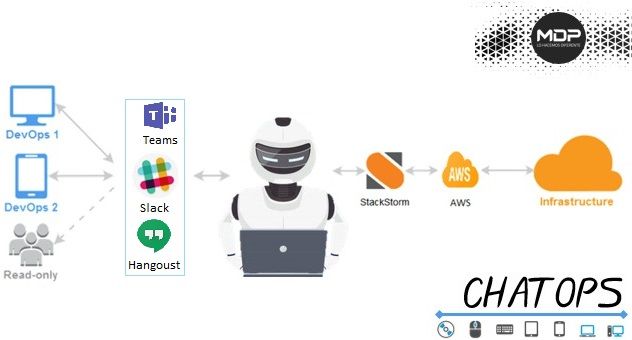 MDP
LO HACEMOS DIFERENTE
DevOps 1
DevOps 2
Read-only
Teams
Slack
Hangoust
StackStorm
AWS
AWS
Infrastructure
CHATOPS